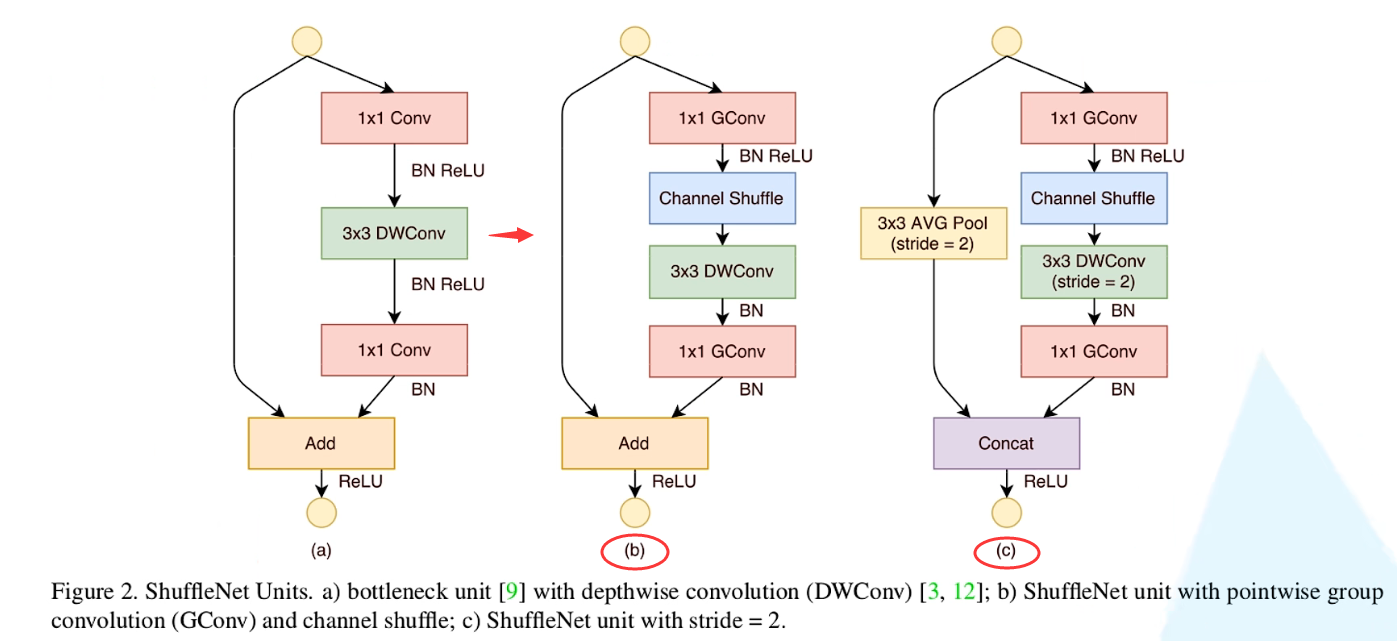 1x1 Conv
BN ReLU
3x3 DWConv
BN ReLU
1x1 Conv
BN
Add
ReLU
(a)
1x1 GConv
BN ReLU
Channel Shuffle
3x3 DWConv
BN
1x1 GConv
BN
Add
ReLU
(b)
3x3 AVG Pool
(stride = 2)
1x1 GConv
BN ReLU
Channel Shuffle
3x3 DWConv
(stride = 2)
BN
1x1 GConv
BN
Concat
ReLU
(c)
Figure 2. ShuffleNet Units. a) bottleneck unit [9] with depthwise convolution (DWConv) [3, 12]; b) ShuffleNet unit with pointwise group
convolution (GConv) and channel shuffle; c) ShuffleNet unit with stride = 2.